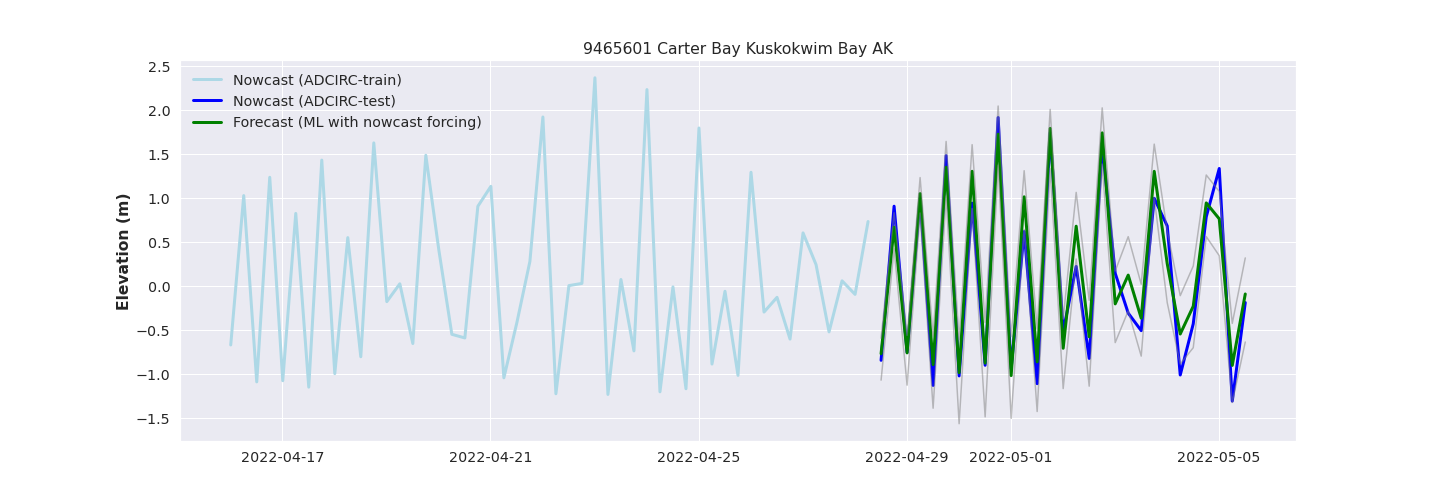 9465601 Carter Bay Kuskokwim Bay AK
Nowcast (ADCIRC-train)
Nowcast (ADCIRC-test)
Forecast (ML with nowcast forcing)
Elevation (m)
2.5
2.0
1.5
1.0
0.5
0.0
−0.5
−1.0
−1.5
2022-04-17 2022-04-21 2022-04-25 2022-04-29 2022-05-01 2022-05-05